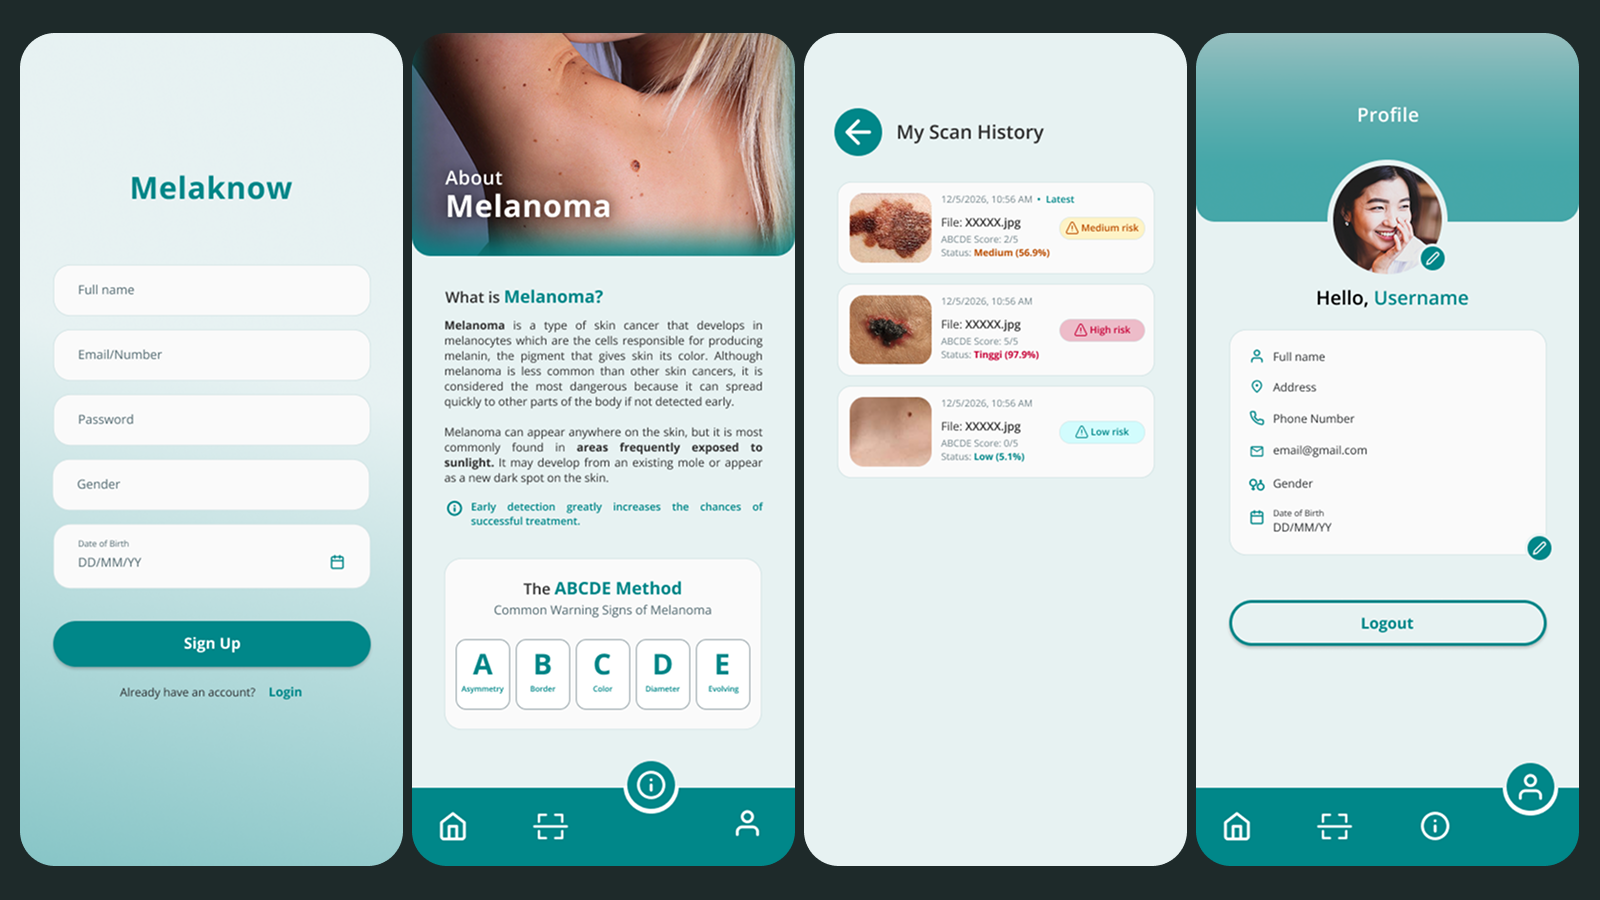 Melaknow
Full name
Email/Number
Password
Gender
Date of Birth
DD/MM/YY
Sign Up
Already have an account? Login
About
Melanoma
What is Melanoma?
Melanoma is a type of skin cancer that develops in
melanocytes which are the cells responsible for producing
melanin, the pigment that gives skin its color. Although
melanoma is less common than other skin cancers, it is
considered the most dangerous because it can spread
quickly to other parts of the body if not detected early.
Melanoma can appear anywhere on the skin, but it is most
commonly found in areas frequently exposed to
sunlight. It may develop from an existing mole or appear
as a new dark spot on the skin.
Early detection greatly increases the chances of
successful treatment.
The ABCDE Method
Common Warning Signs of Melanoma
A B C D E
Asymmetry Border Color Diameter Evolving
My Scan History
12/5/2026, 10:56 AM • Latest
File: XXXXX.jpg
Medium risk
ABCDE Score: 2/5
Status: Medium (56.9%)
12/5/2026, 10:56 AM
File: XXXXX.jpg
High risk
ABCDE Score: 5/5
Status: Tinggi (97.9%)
12/5/2026, 10:56 AM
File: XXXXX.jpg
Low risk
ABCDE Score: 0/5
Status: Low (5.1%)
Profile
Hello, Username
Full name
Address
Phone Number
email@gmail.com
Gender
Date of Birth
DD/MM/YY
Logout